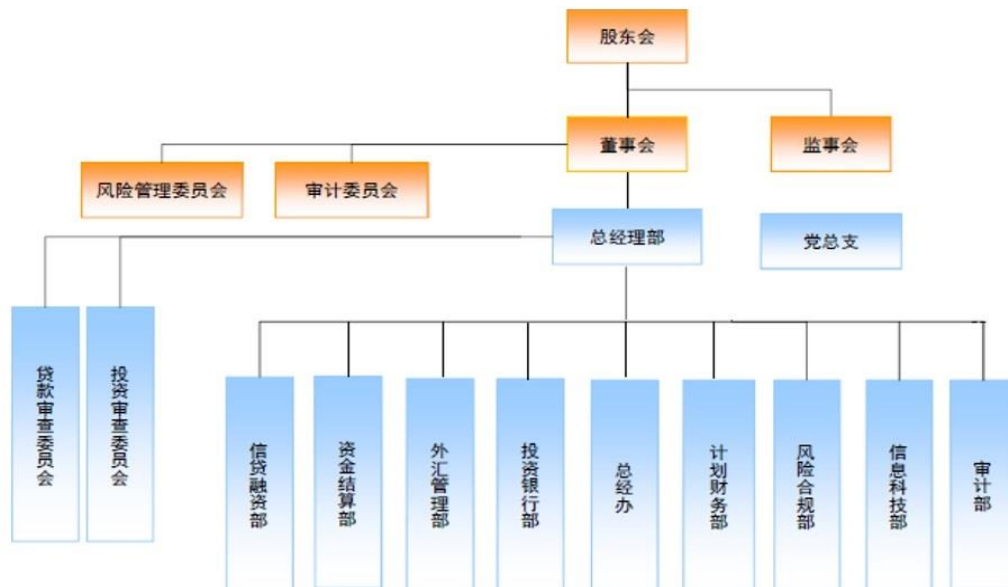 股东会
董事会
监事会
风险管理委员会
审计委员会
总经理部
党总支
贷款审查委员会
投资审查委员会
信贷融资部
资金结算部
外汇管理部
投资银行部
总经办
计划财务部
风险合规部
信息科技部
审计部